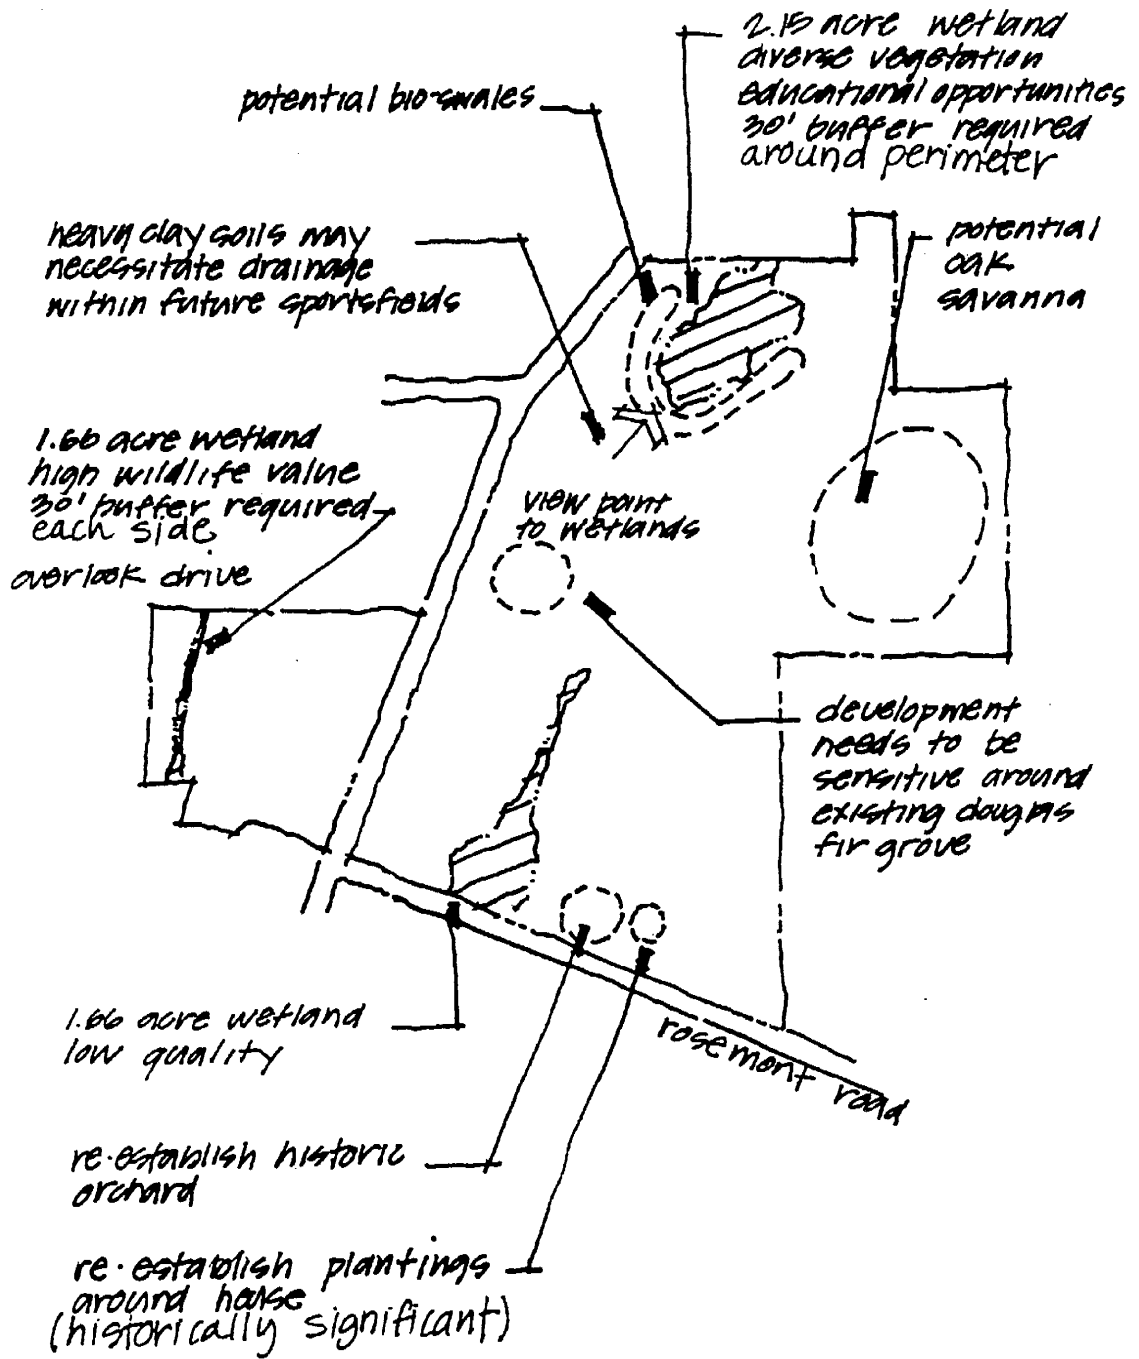 2.15 acre wetland
diverse vegetation
educational opportunities
30' buffer required
around perimeter
potential bio-swales
heavy clay soils may
necessitate drainage
within future sportsfields
potential
oak
savanna
1.66 acre wetland
high wildlife value
30' buffer required
each side
overlook drive
view point
to wetlands
development
needs to be
sensitive around
existing douglas
fir grove
1.66 acre wetland
low quality
rosemont road
re-establish historic
orchard
re-establish plantings
around house
(historically significant)